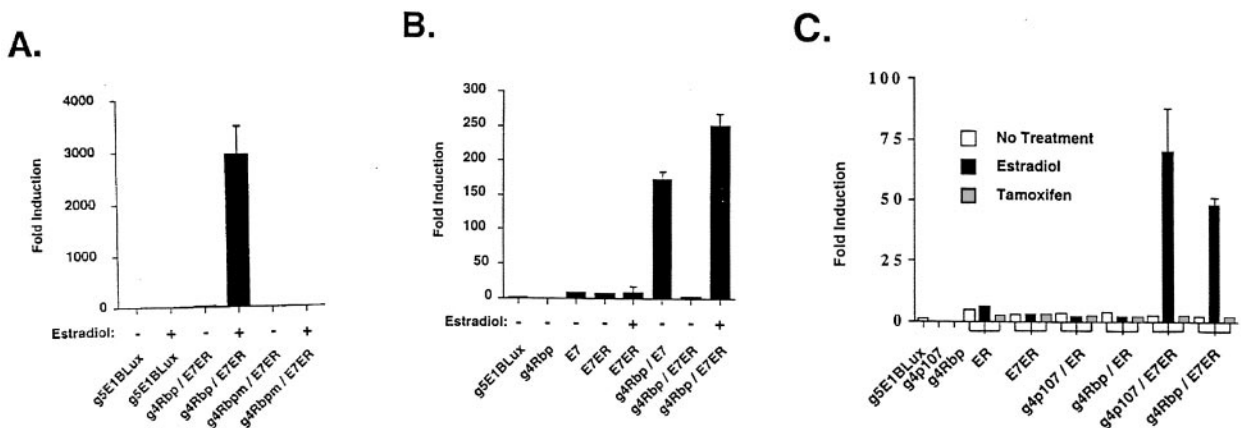 A.
4000
3000
2000
1000
0
Fold Induction
Estradiol: - + - + - +
g5E1BLux
g5E1BLux
g4Rbp / E7ER
g4Rbp / E7ER
g4Rbpm / E7ER
g4Rbpm / E7ER
B.
300
250
200
150
100
50
0
Fold Induction
Estradiol: - - - - + - - +
g5E1BLux
g4Rbp
E7
E7ER
E7ER
g4Rbp / E7
g4Rbp / E7ER
g4Rbp / E7ER
C.
100
75
50
25
0
Fold Induction
No Treatment
Estradiol
Tamoxifen
g5E1BLux
g4p107
g4Rbp
ER
E7ER
g4p107 / ER
g4Rbp / ER
g4p107 / E7ER
g4Rbp / E7ER